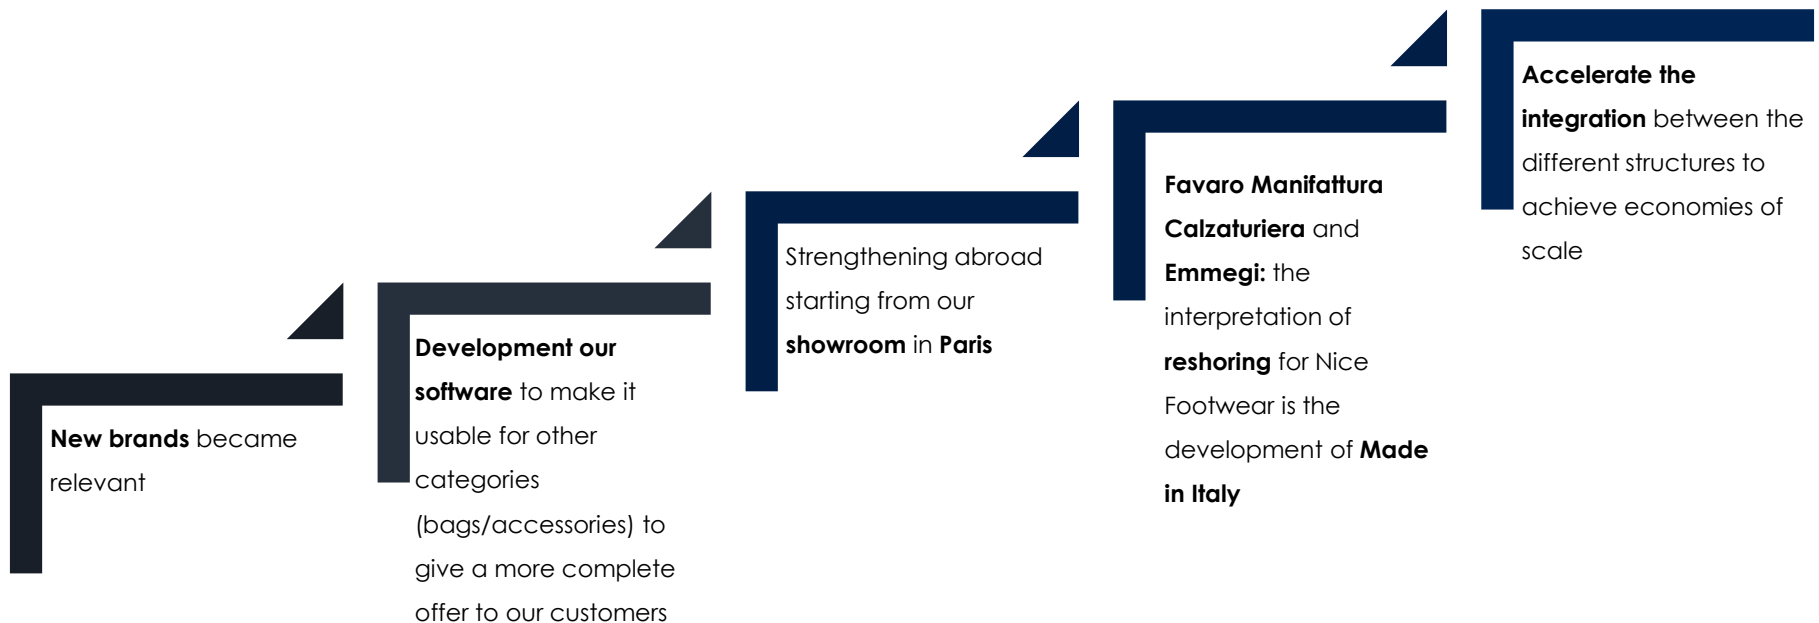 New brands became
relevant
Development our
software to make it
usable for other
categories
(bags/accessories) to
give a more complete
offer to our customers
Strengthening abroad
starting from our
showroom in Paris
Favaro Manifattura
Calzaturiera and
Emmegi: the
interpretation of
reshoring for Nice
Footwear is the
development of Made
in Italy
Accelerate the
integration between the
different structures to
achieve economies of
scale